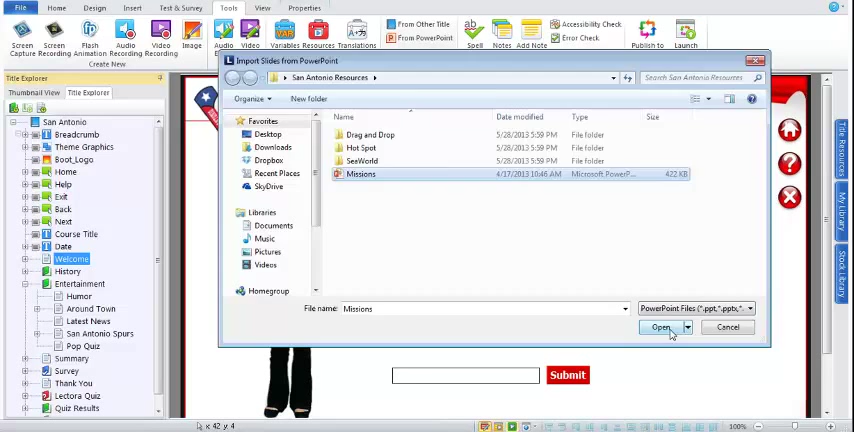 File Home Design Insert Test & Survey Tools View Properties
Screen Capture
Screen Recording
Flash Animation
Audio Recording
Video Recording
Image
Audio
Video
Variables
Resources
Translations
From Other Title
From PowerPoint
Spell
Notes
Add Note
Accessibility Check
Error Check
Publish to
Launch
Create New
Title Explorer
Thumbnail View Title Explorer
San Antonio
Breadcrumb
Theme Graphics
Boot_Logo
Home
Help
Exit
Back
Next
Course Title
Date
Welcome
History
Entertainment
Humor
Around Town
Latest News
San Antonio Spurs
Pop Quiz
Summary
Survey
Thank You
Lectora Quiz
Quiz Results
Import Slides from PowerPoint
San Antonio Resources
Search San Antonio Resources
Organize New folder
Favorites
Desktop
Downloads
Dropbox
Recent Places
SkyDrive
Libraries
Documents
Music
Pictures
Videos
Homegroup
Name Date modified Type Size
Drag and Drop 5/28/2013 5:59 PM File folder
Hot Spot 5/28/2013 5:59 PM File folder
SeaWorld 5/28/2013 5:59 PM File folder
Missions 4/17/2013 10:46 AM Microsoft PowerP... 422 KB
File name: Missions PowerPoint Files (*.ppt,*.pptx,*.
Open Cancel
Submit
Title Resources
My Library
Stock Library
x: 42 y: 4
100%